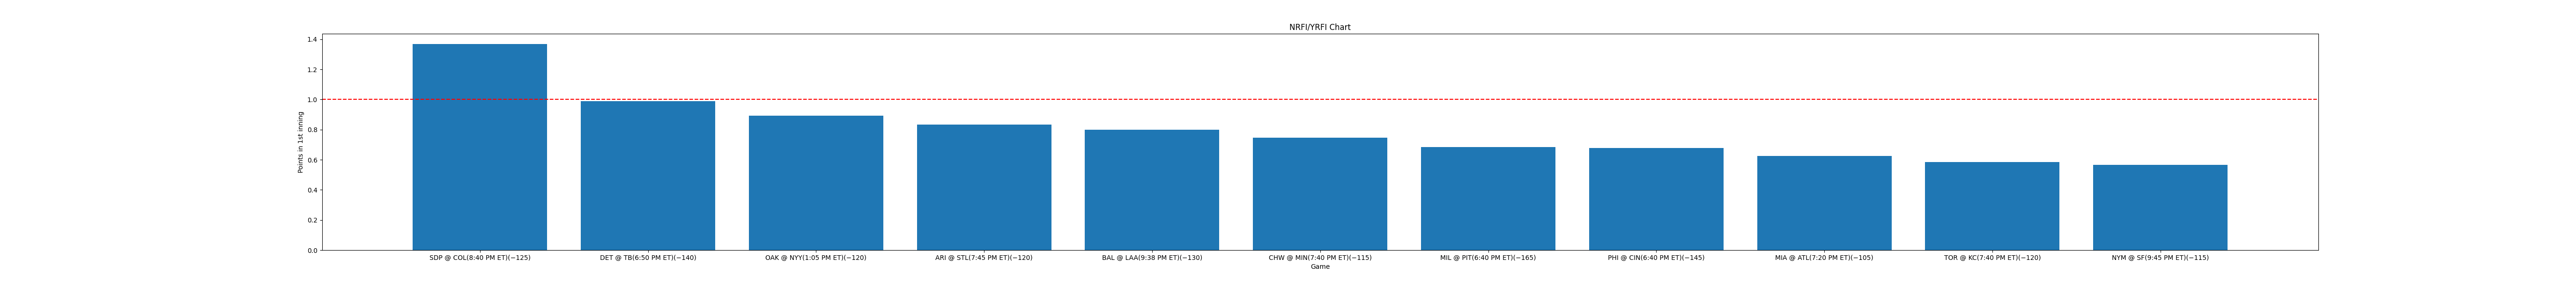 NRFI/YRFI Chart
1.4
1.2
1.0
0.8
0.6
0.4
0.2
0.0
Points in 1st inning
SDP @ COL(8:40 PM ET)(−125)
DET @ TB(6:50 PM ET)(−140)
OAK @ NYY(1:05 PM ET)(−120)
ARI @ STL(7:45 PM ET)(−120)
BAL @ LAA(9:38 PM ET)(−130)
CHW @ MIN(7:40 PM ET)(−115)
MIL @ PIT(6:40 PM ET)(−165)
PHI @ CIN(6:40 PM ET)(−145)
MIA @ ATL(7:20 PM ET)(−105)
TOR @ KC(7:40 PM ET)(−120)
NYM @ SF(9:45 PM ET)(−115)
Game